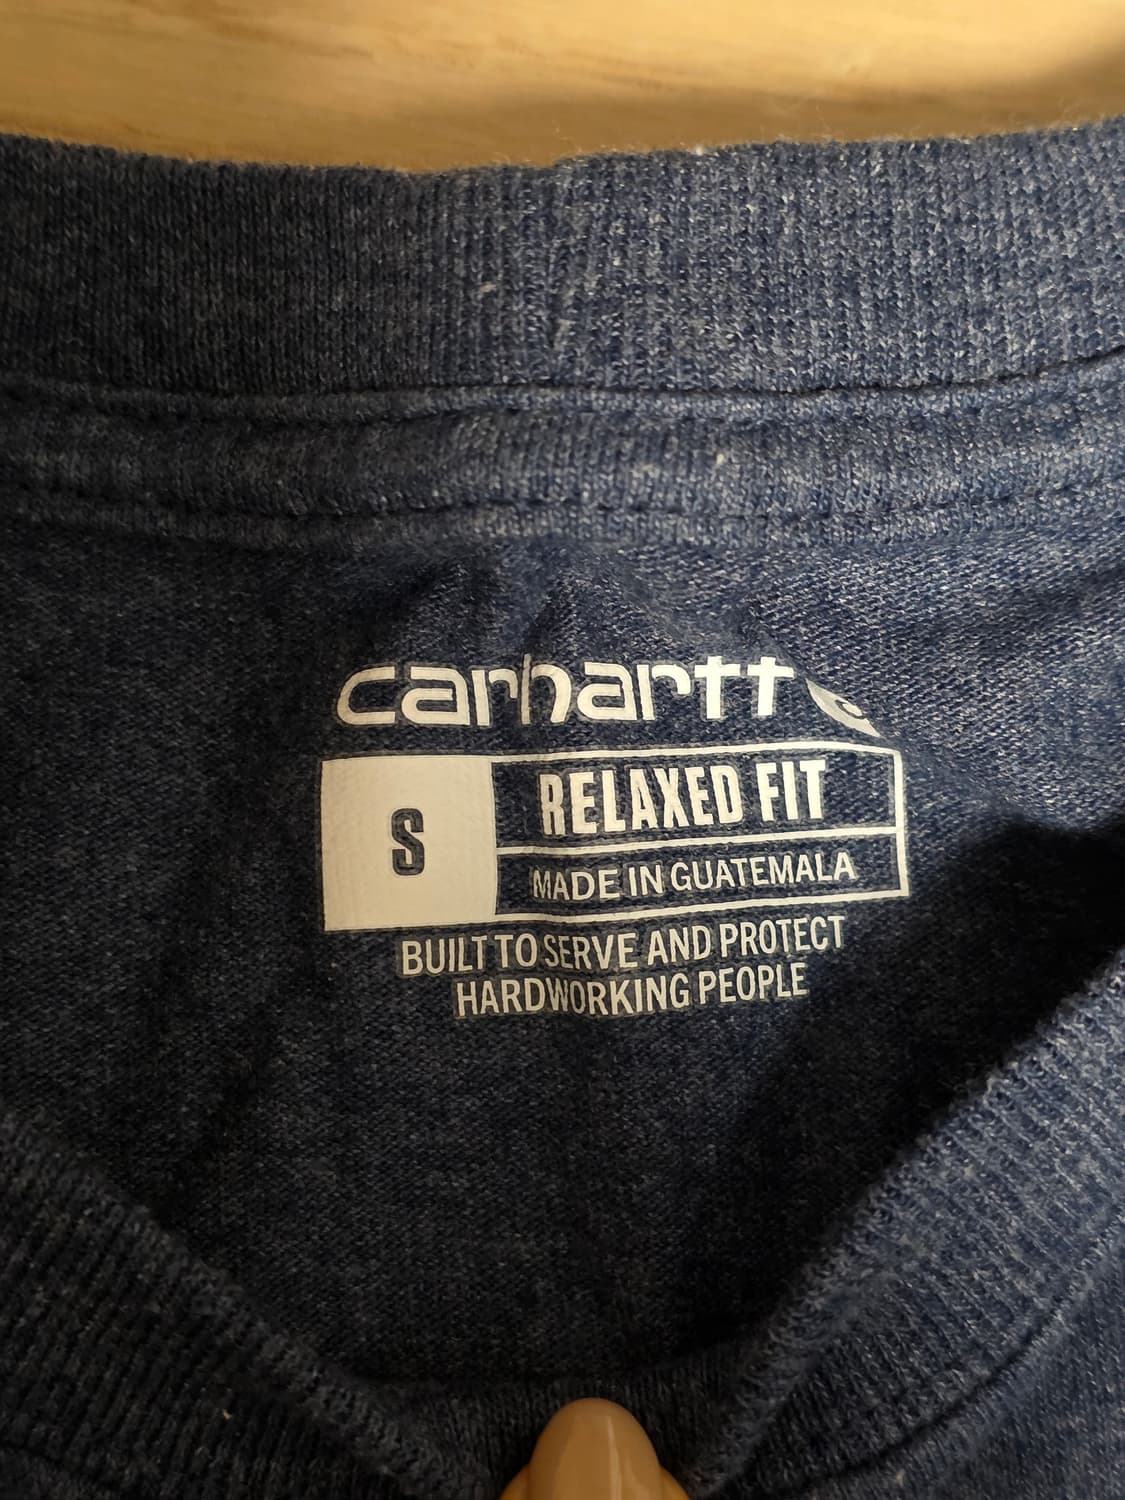 carhartt
S
RELAXED FIT
MADE IN GUATEMALA
BUILT TO SERVE AND PROTECT
HARDWORKING PEOPLE